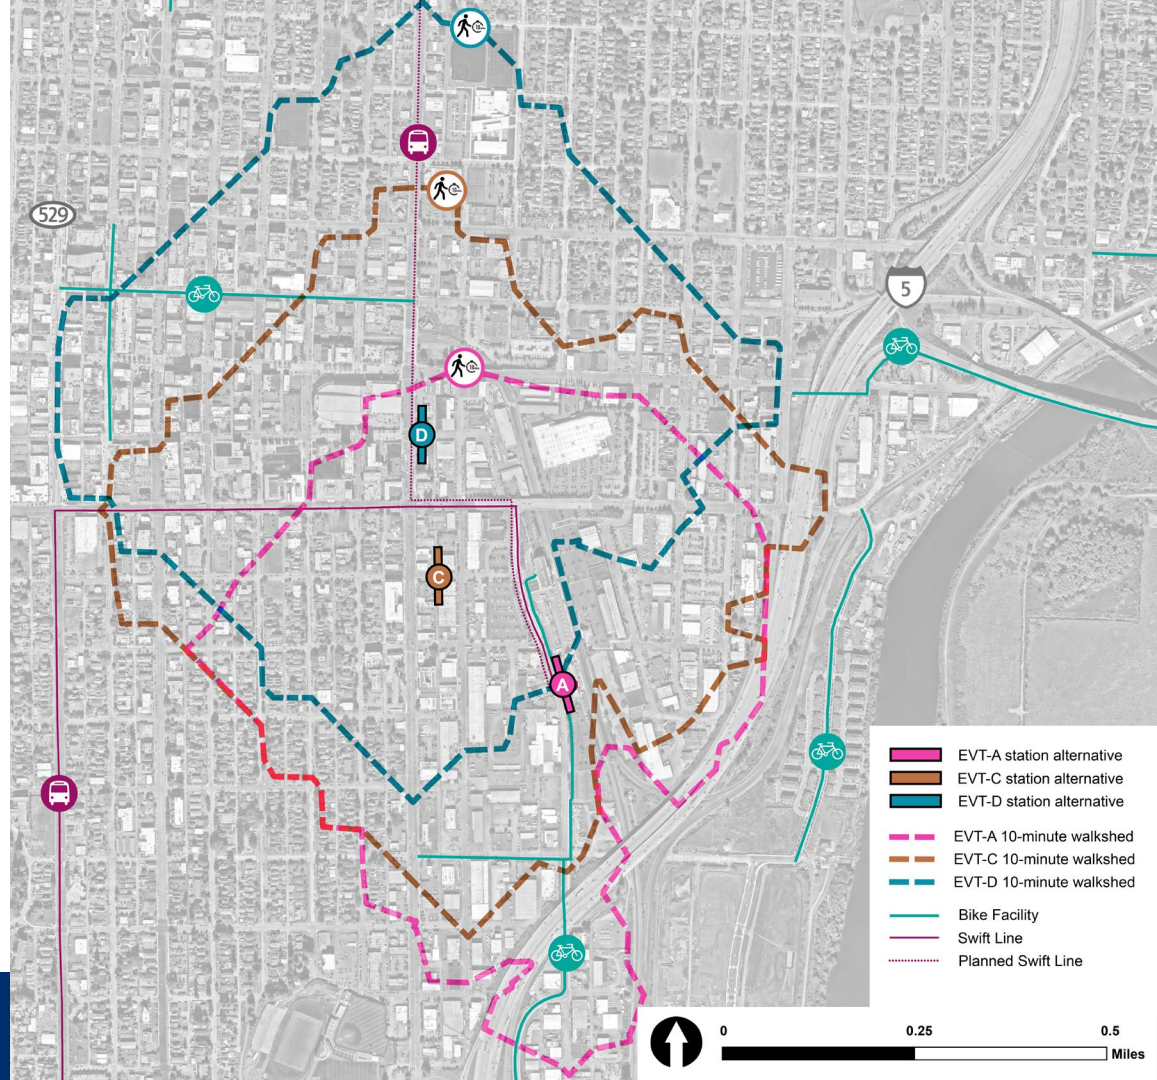 529
5
D
C
A
EVT-A station alternative
EVT-C station alternative
EVT-D station alternative
EVT-A 10-minute walkshed
EVT-C 10-minute walkshed
EVT-D 10-minute walkshed
Bike Facility
Swift Line
Planned Swift Line
0 0.25 0.5
Miles